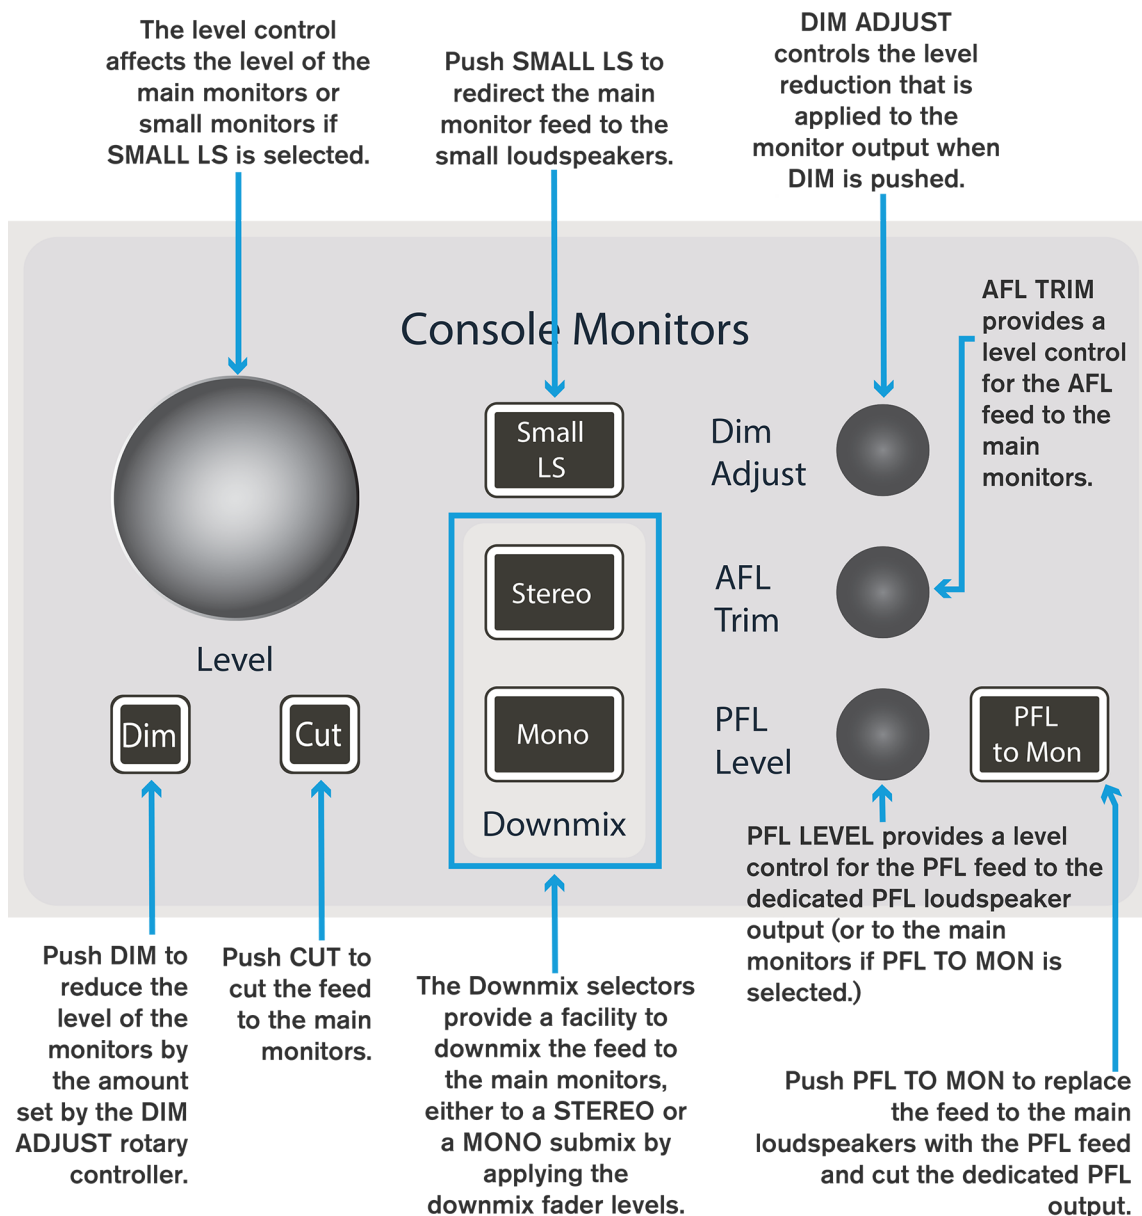 The level control
affects the level of the
main monitors or
small monitors if
SMALL LS is selected.
Push SMALL LS to
redirect the main
monitor feed to the
small loudspeakers.
DIM ADJUST
controls the level
reduction that is
applied to the
monitor output when
DIM is pushed.
AFL TRIM
provides a
level control
for the AFL
feed to the
main
monitors.
Console Monitors
Small
LS
Dim
Adjust
Stereo
AFL
Trim
Level
Dim
Cut
Mono
Downmix
PFL
Level
PFL
to Mon
PFL LEVEL provides a level
control for the PFL feed to the
dedicated PFL loudspeaker
output (or to the main
monitors if PFL TO MON is
selected.)
Push DIM to
reduce the
level of the
monitors by
the amount
set by the DIM
ADJUST rotary
controller.
Push CUT to
cut the feed
to the main
monitors.
The Downmix selectors
provide a facility to
downmix the feed to
the main monitors,
either to a STEREO or
a MONO submix by
applying the
downmix fader levels.
Push PFL TO MON to replace
the feed to the main
loudspeakers with the PFL feed
and cut the dedicated PFL
output.